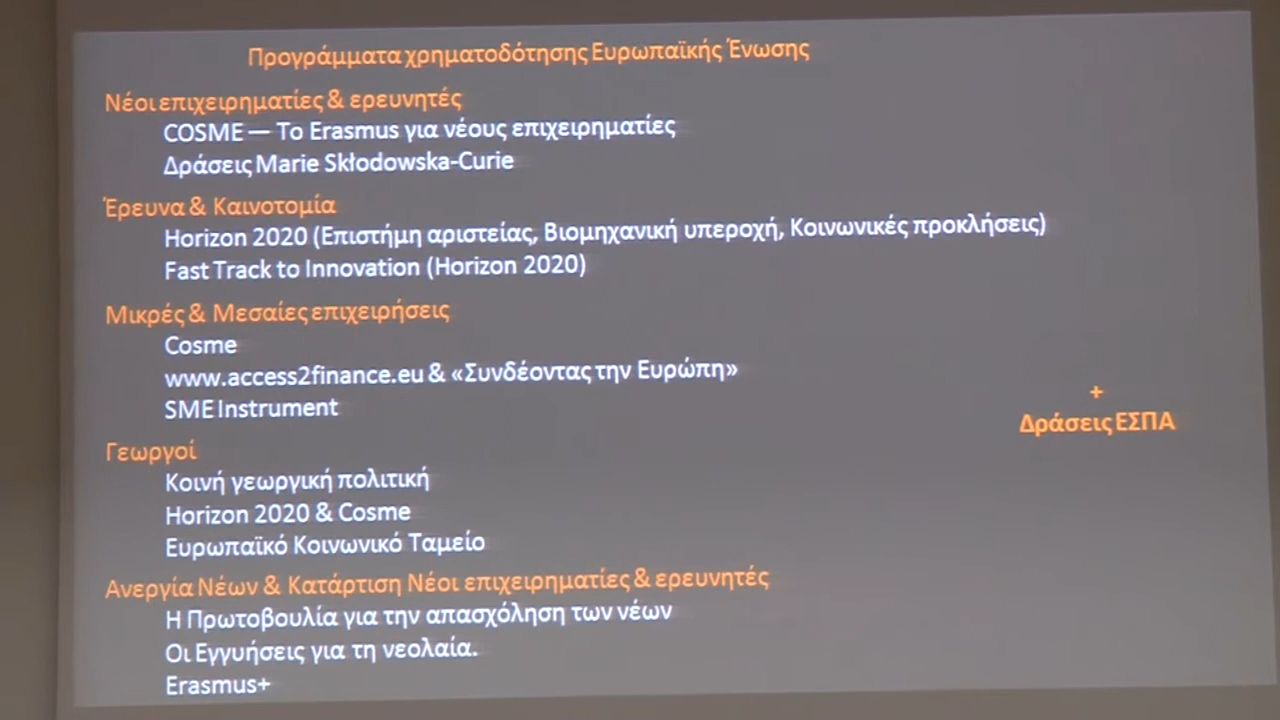 Προγράμματα χρηματοδότησης Ευρωπαϊκής Ένωσης
Νέοι επιχειρηματίες & ερευνητές
COSME — Το Erasmus για νέους επιχειρηματίες
Δράσεις Marie Skłodowska-Curie
Έρευνα & Καινοτομία
Horizon 2020 (Επιστήμη αριστείας, Βιομηχανική υπεροχή, Κοινωνικές προκλήσεις)
Fast Track to Innovation (Horizon 2020)
Μικρές & Μεσαίες επιχειρήσεις
Cosme
www.access2finance.eu & «Συνδέοντας την Ευρώπη»
SME Instrument
+
Δράσεις ΕΣΠΑ
Γεωργοί
Κοινή γεωργική πολιτική
Horizon 2020 & Cosme
Ευρωπαϊκό Κοινωνικό Ταμείο
Ανεργία Νέων & Κατάρτιση Νέοι επιχειρηματίες & ερευνητές
Η Πρωτοβουλία για την απασχόληση των νέων
Οι Εγγυήσεις για τη νεολαία.
Erasmus+